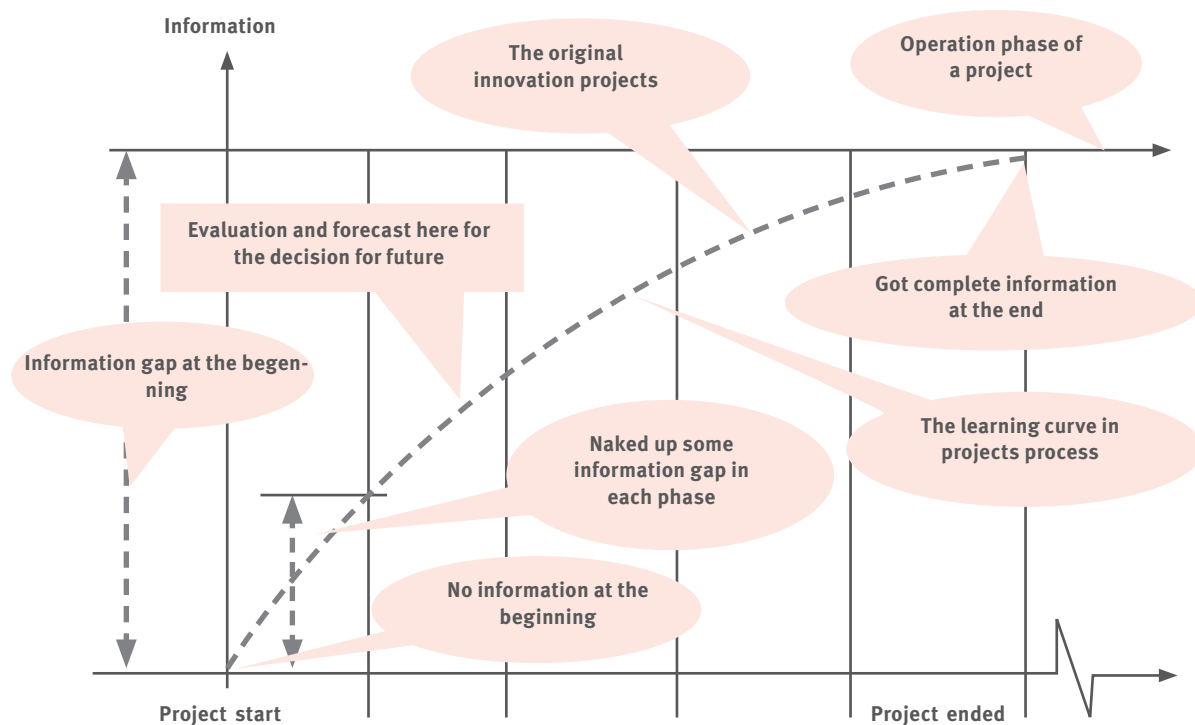 Information
The original
innovation projects
Operation phase of
a project
Evaluation and forecast here for
the decision for future
Got complete information
at the end
Information gap at the begen-
ning
The learning curve in
projects process
Naked up some
information gap in
each phase
No information at the
beginning
Project start
Project ended